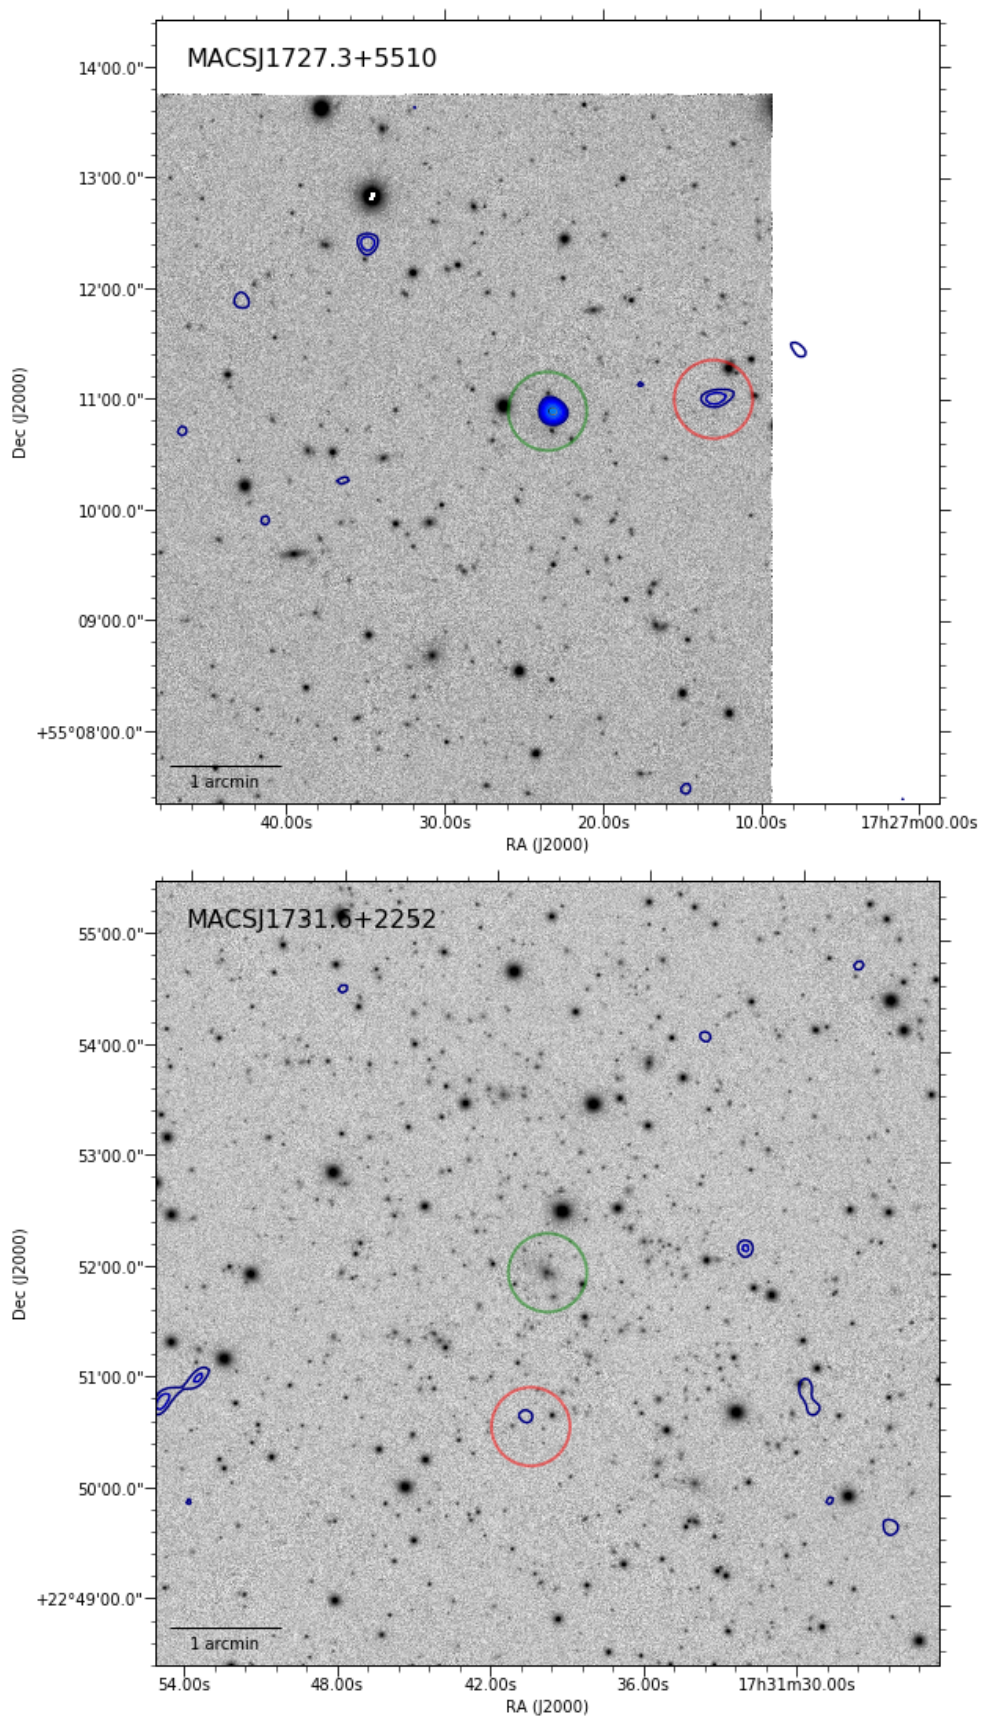 MACSJ1727.3+5510
14'00.0"
13'00.0"
12'00.0"
11'00.0"
10'00.0"
09'00.0"
+55°08'00.0"
Dec (J2000)
1 arcmin
40.00s 30.00s 20.00s 10.00s 17h27m00.00s
RA (J2000)
MACSJ1731.6+2252
55'00.0"
54'00.0"
53'00.0"
52'00.0"
51'00.0"
50'00.0"
+22°49'00.0"
Dec (J2000)
1 arcmin
54.00s 48.00s 42.00s 36.00s 17h31m30.00s
RA (J2000)